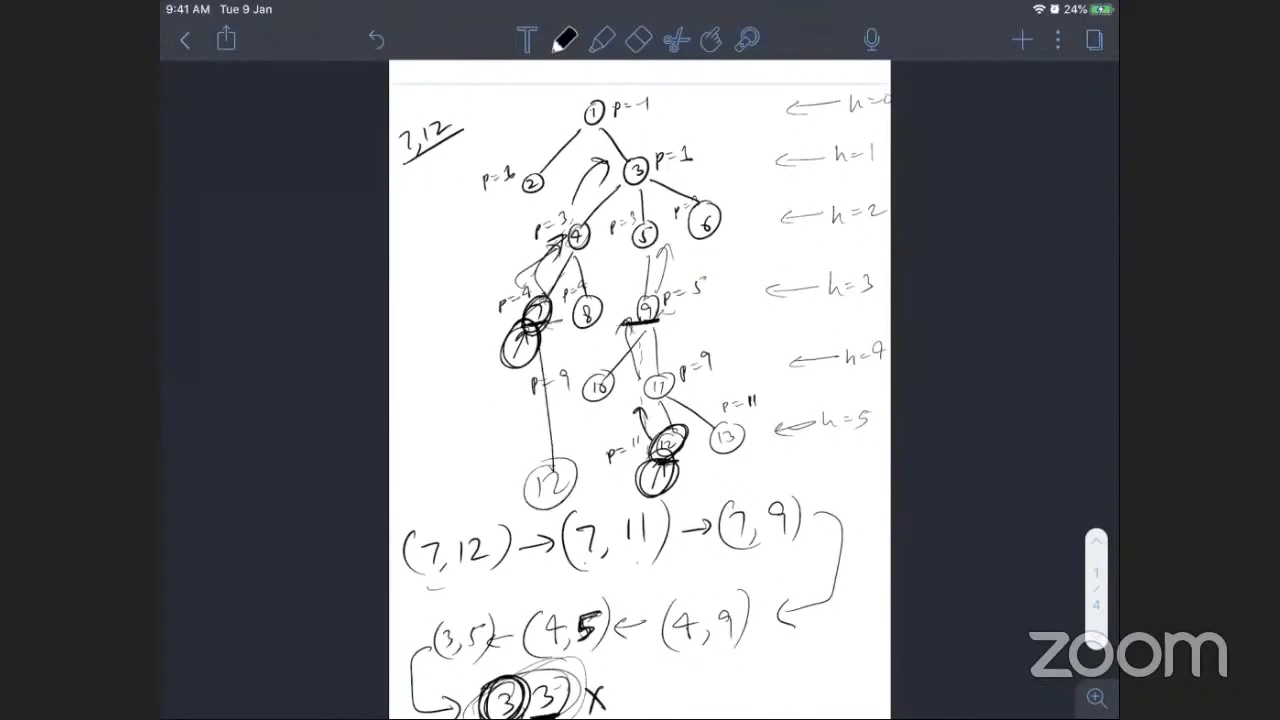 9:41 AM Tue 9 Jan
24%
T
1 p=-1 h=0
7,12
p=1 2 3 p=1 h=1
p=3 4 p=3 5 6 h=2
p=4 7 8 9 p=5 h=3
p=9 10 11 p=9
p=11 12 13 p=11 h=5
12
(7,12) → (7, 11) → (7, 9)
(3,5) ← (4,5) ← (4,9)
3 3 x
1 / 4
zoom